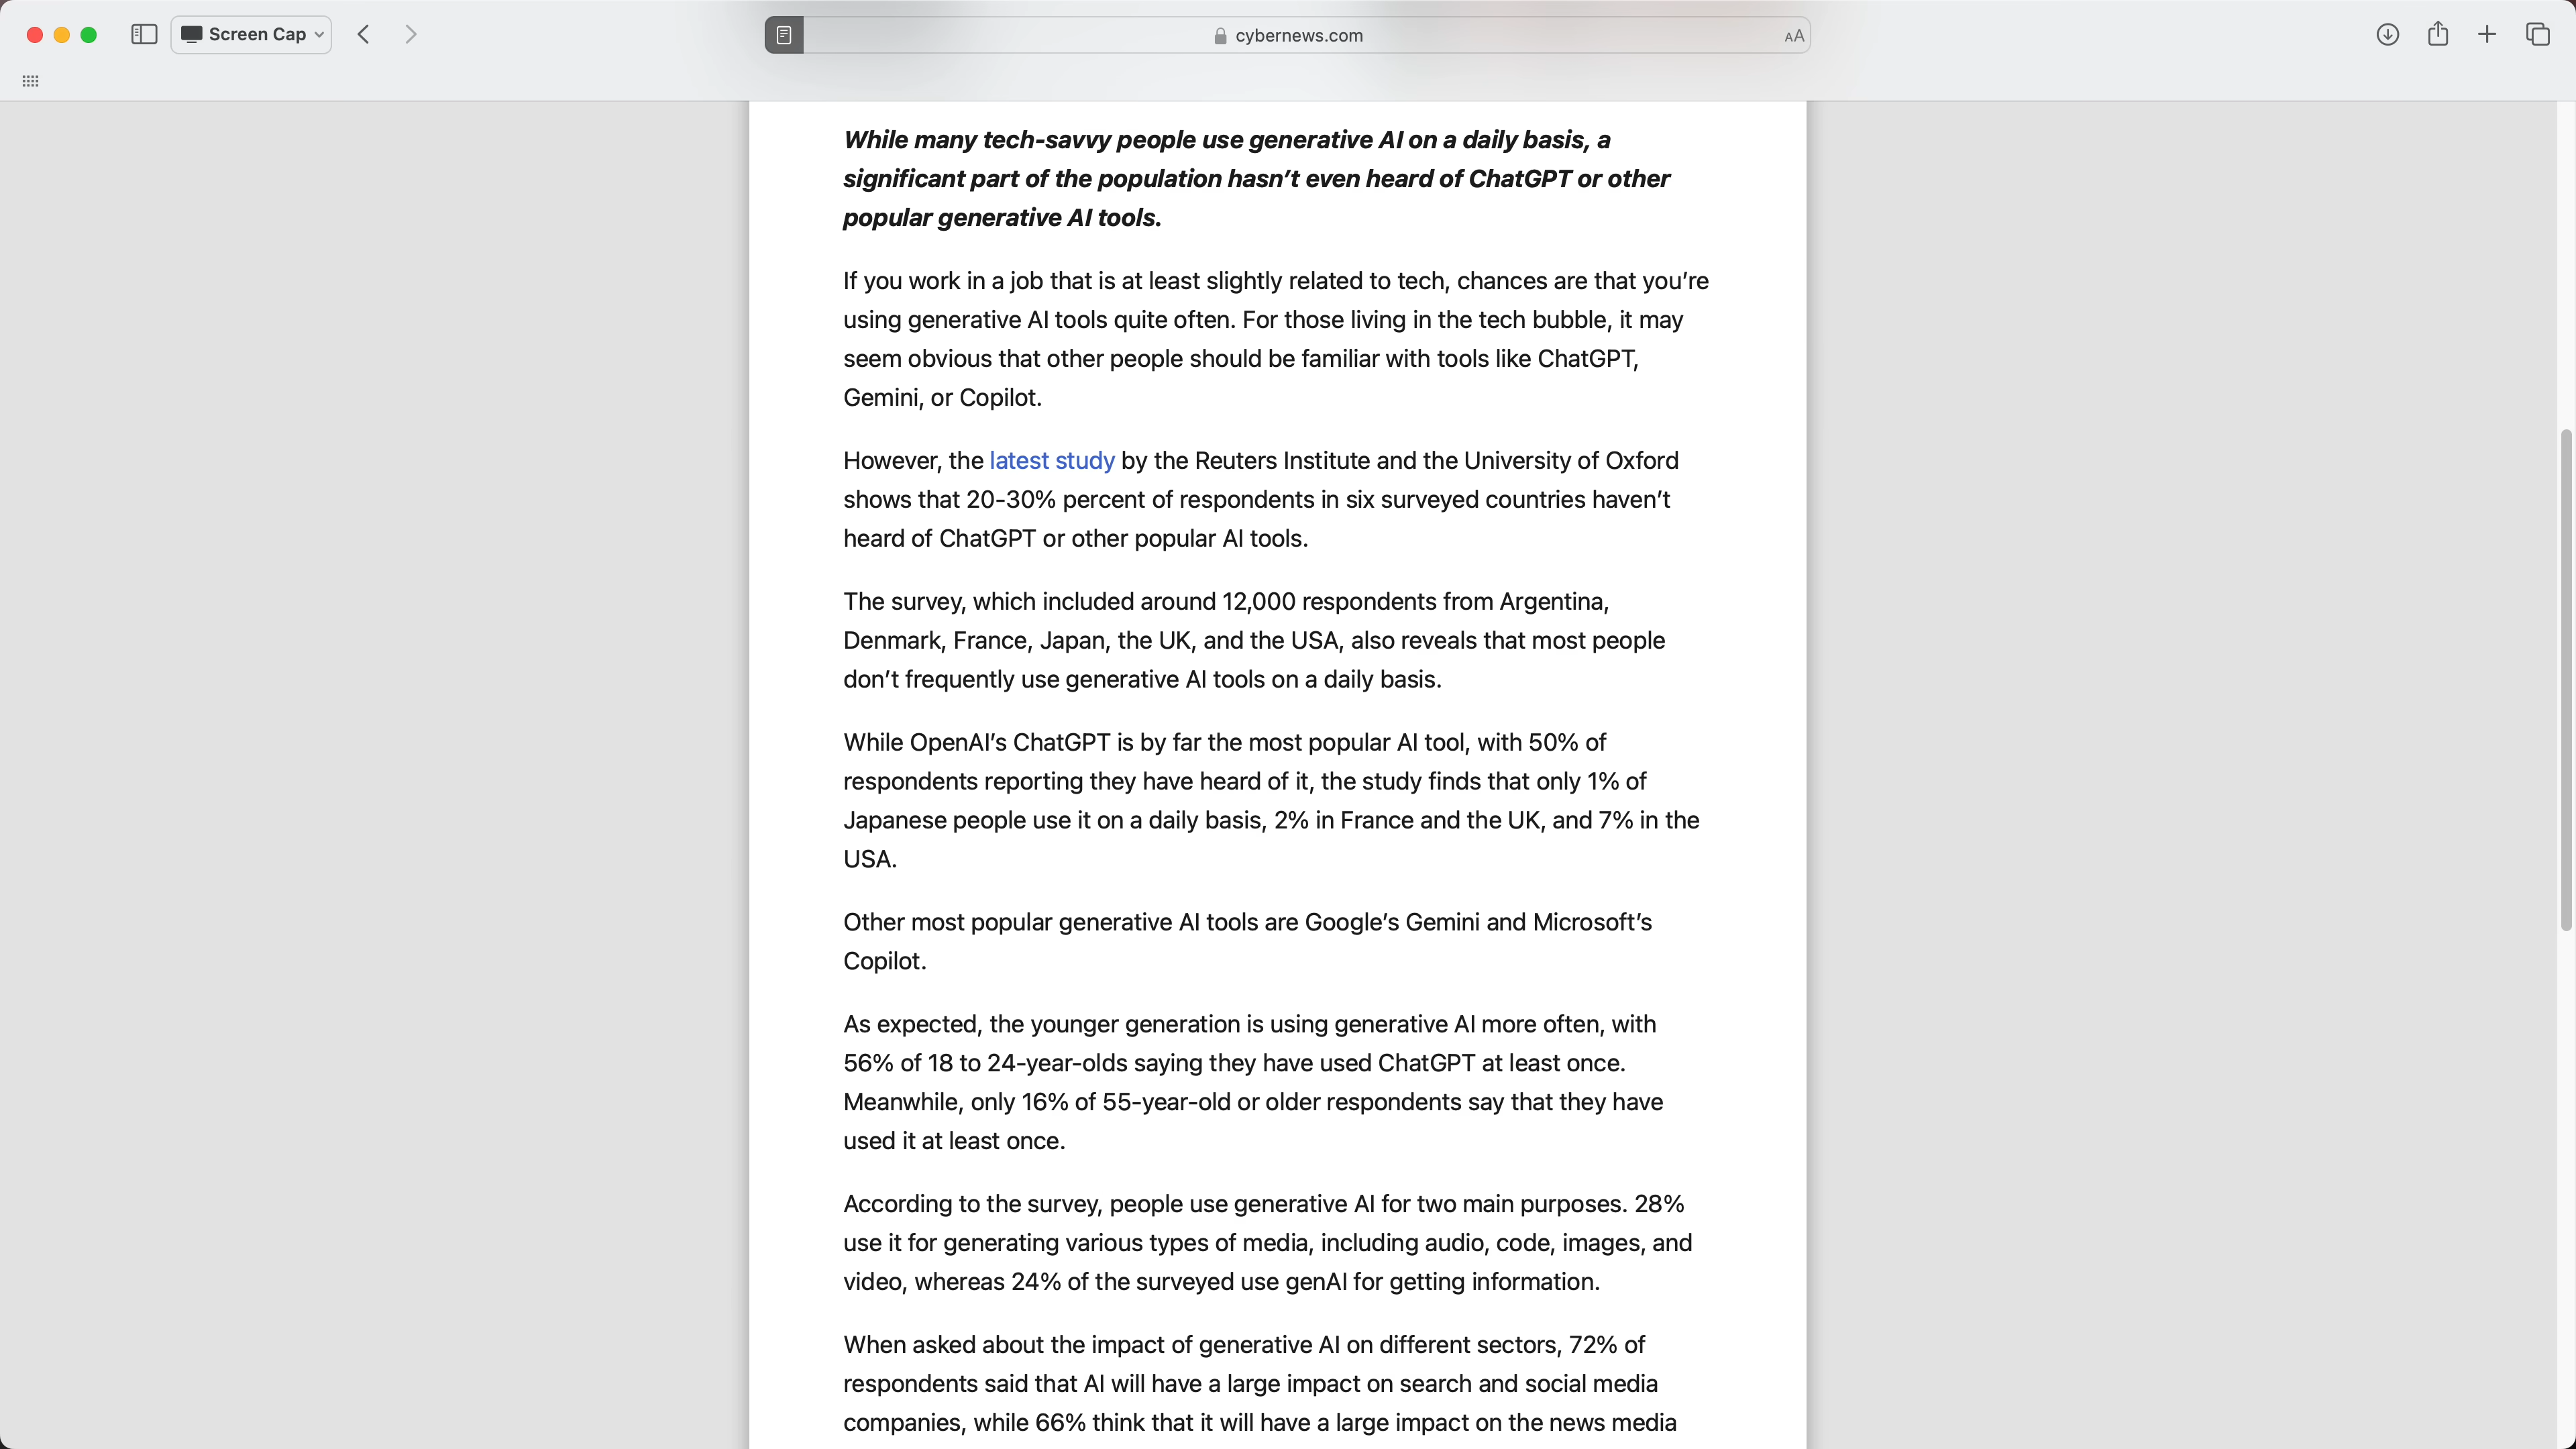 Screen Cap
cybernews.com
AA
While many tech-savvy people use generative AI on a daily basis, a
significant part of the population hasn’t even heard of ChatGPT or other
popular generative AI tools.
If you work in a job that is at least slightly related to tech, chances are that you’re
using generative AI tools quite often. For those living in the tech bubble, it may
seem obvious that other people should be familiar with tools like ChatGPT,
Gemini, or Copilot.
However, the latest study by the Reuters Institute and the University of Oxford
shows that 20-30% percent of respondents in six surveyed countries haven’t
heard of ChatGPT or other popular AI tools.
The survey, which included around 12,000 respondents from Argentina,
Denmark, France, Japan, the UK, and the USA, also reveals that most people
don’t frequently use generative AI tools on a daily basis.
While OpenAI’s ChatGPT is by far the most popular AI tool, with 50% of
respondents reporting they have heard of it, the study finds that only 1% of
Japanese people use it on a daily basis, 2% in France and the UK, and 7% in the
USA.
Other most popular generative AI tools are Google’s Gemini and Microsoft’s
Copilot.
As expected, the younger generation is using generative AI more often, with
56% of 18 to 24-year-olds saying they have used ChatGPT at least once.
Meanwhile, only 16% of 55-year-old or older respondents say that they have
used it at least once.
According to the survey, people use generative AI for two main purposes. 28%
use it for generating various types of media, including audio, code, images, and
video, whereas 24% of the surveyed use genAI for getting information.
When asked about the impact of generative AI on different sectors, 72% of
respondents said that AI will have a large impact on search and social media
companies, while 66% think that it will have a large impact on the news media